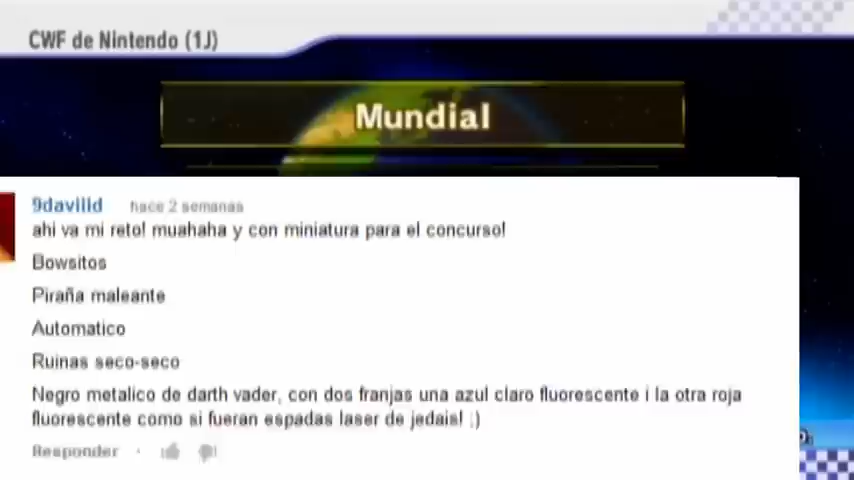 CWF de Nintendo (1J)
Mundial
9davilld hace 2 semanas
ahi va mi reto! muahaha y con miniatura para el concurso!
Bowsitos
Piraña maleante
Automatico
Ruinas seco-seco
Negro metalico de darth vader, con dos franjas una azul claro fluorescente i la otra roja
fluorescente como si fueran espadas laser de jedais! :)
Responder